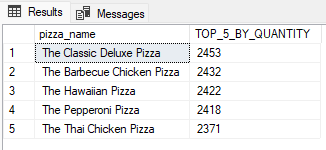 Results Messages
pizza_name TOP_5_BY_QUANTITY
1 The Classic Deluxe Pizza 2453
2 The Barbecue Chicken Pizza 2432
3 The Hawaiian Pizza 2422
4 The Pepperoni Pizza 2418
5 The Thai Chicken Pizza 2371